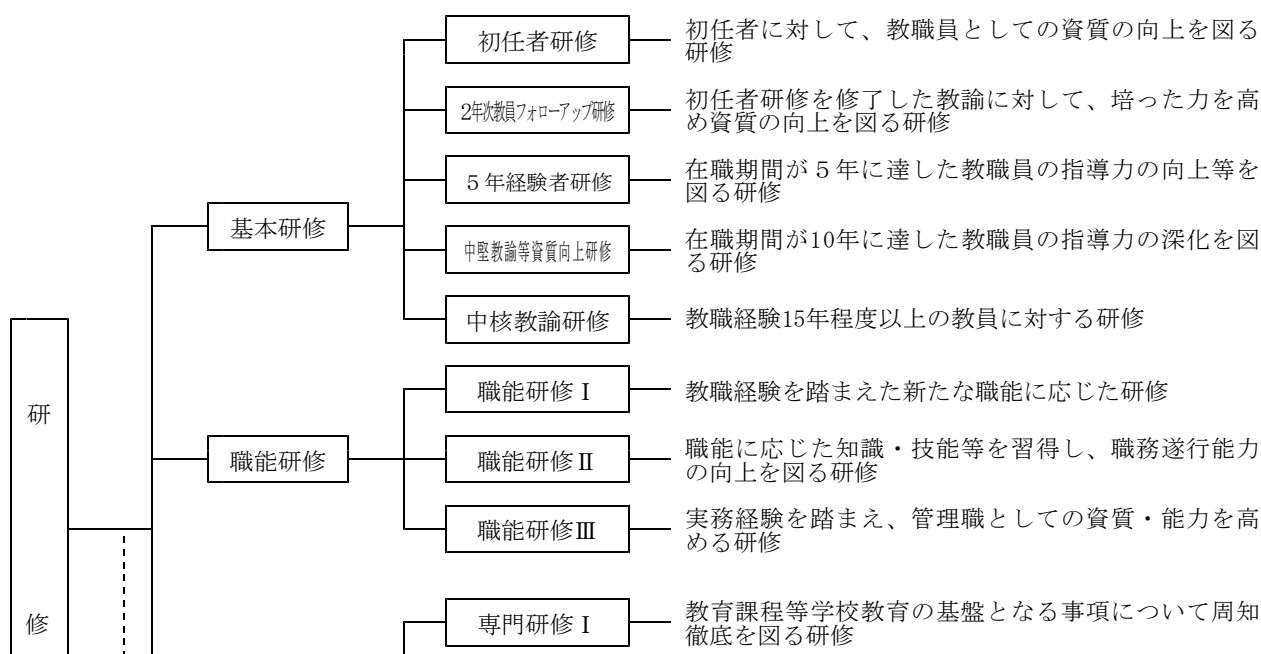 初任者研修
初任者に対して、教職員としての資質の向上を図る
研修
2年次教員フォローアップ研修
初任者研修を修了した教諭に対して、培った力を高
め資質の向上を図る研修
５年経験者研修
在職期間が５年に達した教職員の指導力の向上等を
図る研修
基本研修
中堅教諭等資質向上研修
在職期間が10年に達した教職員の指導力の深化を図
る研修
中核教諭研修
教職経験15年程度以上の教員に対する研修
職能研修Ⅰ
教職経験を踏まえた新たな職能に応じた研修
研
職能研修
職能研修Ⅱ
職能に応じた知識・技能等を習得し、職務遂行能力
の向上を図る研修
職能研修Ⅲ
実務経験を踏まえ、管理職としての資質・能力を高
める研修
修
専門研修Ⅰ
教育課程等学校教育の基盤となる事項について周知
徹底を図る研修